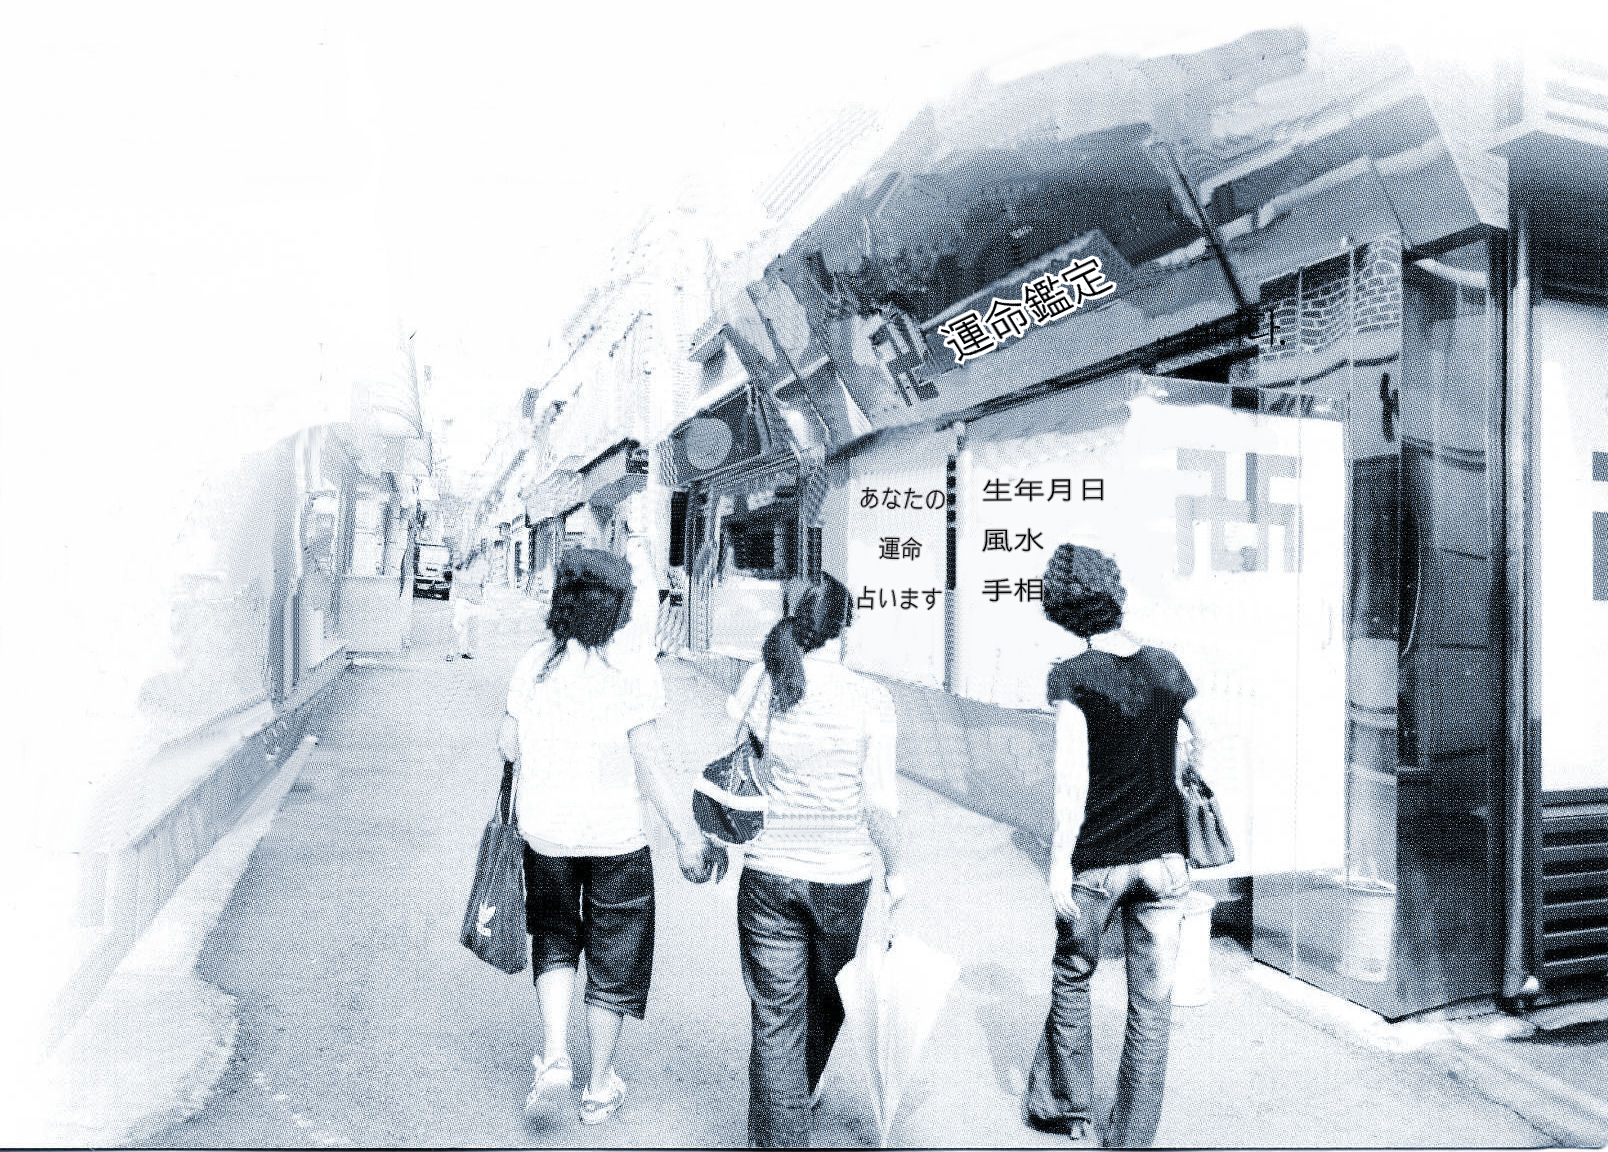 運命鑑定
あなたの
運命
占います
生年月日
風水
手相